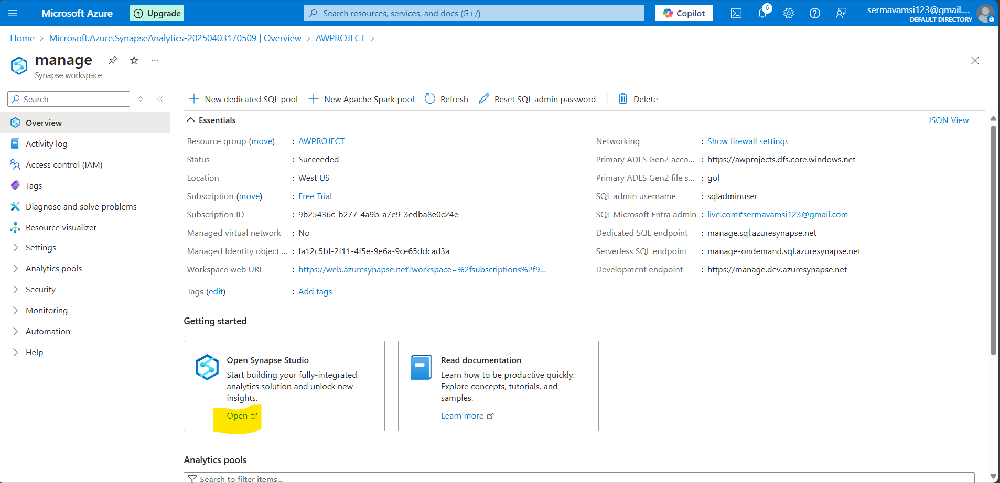 Microsoft Azure
Upgrade
Search resources, services, and docs (G+/)
Copilot
6
sermavamsi123@gmail....
DEFAULT DIRECTORY
Home > Microsoft.Azure.SynapseAnalytics-20250403170509 | Overview > AWPROJECT >
manage
Synapse workspace
Search
Overview
Activity log
Access control (IAM)
Tags
Diagnose and solve problems
Resource visualizer
Settings
Analytics pools
Security
Monitoring
Automation
Help
New dedicated SQL pool
New Apache Spark pool
Refresh
Reset SQL admin password
Delete
Essentials
JSON View
Resource group (move) : AWPROJECT
Status : Succeeded
Location : West US
Subscription (move) : Free Trial
Subscription ID : 9b25436c-b277-4a9b-a7e9-3edba8e0c24e
Managed virtual network : No
Managed Identity object ... : fa12c5bf-2f11-4f5e-9e6a-9ce65ddcad3a
Workspace web URL : https://web.azuresynapse.net?workspace=%2fsubscriptions%2f9...
Networking : Show firewall settings
Primary ADLS Gen2 acco... : https://awprojects.dfs.core.windows.net
Primary ADLS Gen2 file s... : gol
SQL admin username : sqladminuser
SQL Microsoft Entra admin : live.com#sermavamsi123@gmail.com
Dedicated SQL endpoint : manage.sql.azuresynapse.net
Serverless SQL endpoint : manage-ondemand.sql.azuresynapse.net
Development endpoint : https://manage.dev.azuresynapse.net
Tags (edit) : Add tags
Getting started
Open Synapse Studio
Start building your fully-integrated
analytics solution and unlock new
insights.
Open
Read documentation
Learn how to be productive quickly.
Explore concepts, tutorials, and
samples.
Learn more
Analytics pools
Search to filter items...